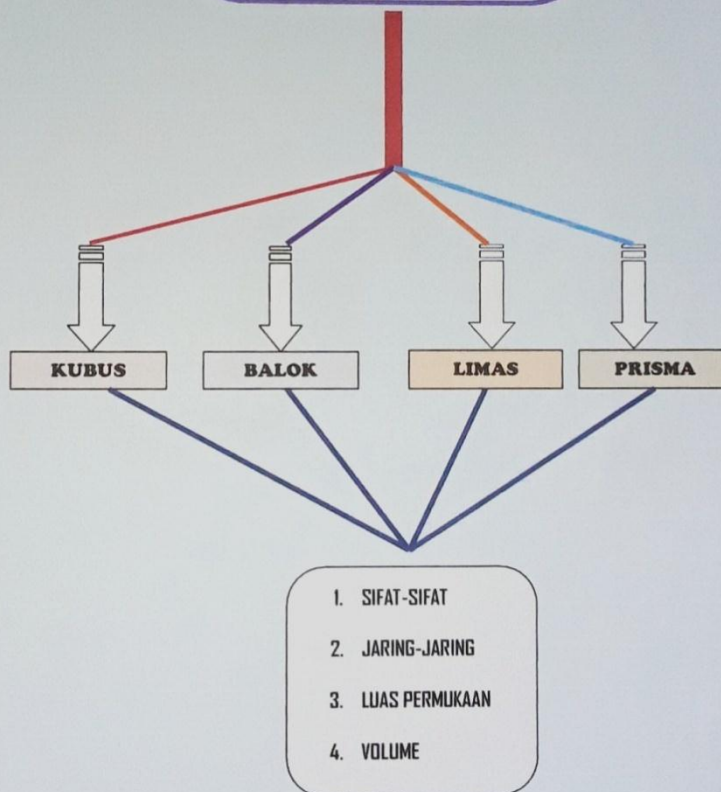 KUBUS
BALOK
LIMAS
PRISMA
1. SIFAT-SIFAT
2. JARING-JARING
3. LUAS PERMUKAAN
4. VOLUME